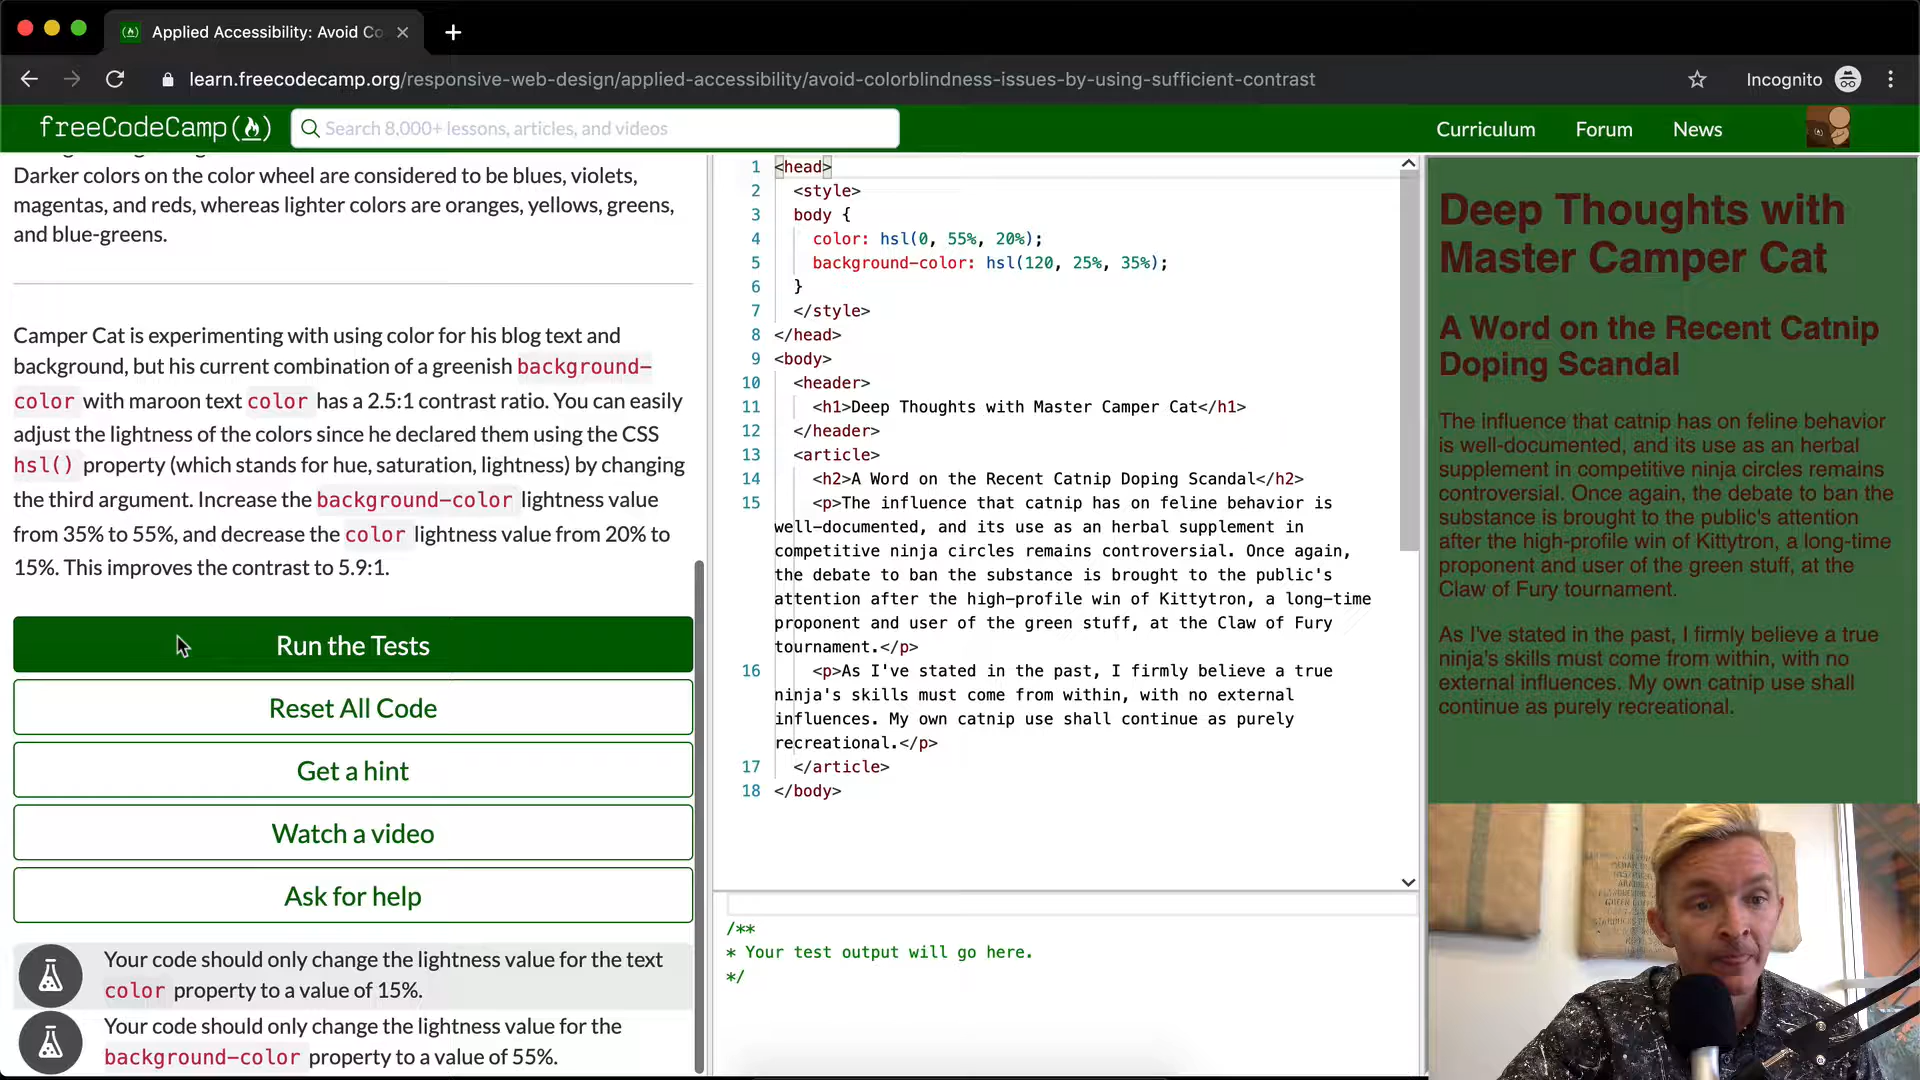 Applied Accessibility: Avoid Co
learn.freecodecamp.org/responsive-web-design/applied-accessibility/avoid-colorblindness-issues-by-using-sufficient-contrast
Incognito
freeCodeCamp
Search 8,000+ lessons, articles, and videos
Curriculum
Forum
News
Darker colors on the color wheel are considered to be blues, violets,
magentas, and reds, whereas lighter colors are oranges, yellows, greens,
and blue-greens.
Camper Cat is experimenting with using color for his blog text and
background, but his current combination of a greenish background-
color with maroon text color has a 2.5:1 contrast ratio. You can easily
adjust the lightness of the colors since he declared them using the CSS
hsl() property (which stands for hue, saturation, lightness) by changing
the third argument. Increase the background-color lightness value
from 35% to 55%, and decrease the color lightness value from 20% to
15%. This improves the contrast to 5.9:1.
Run the Tests
Reset All Code
Get a hint
Watch a video
Ask for help
Your code should only change the lightness value for the text
color property to a value of 15%.
Your code should only change the lightness value for the
background-color property to a value of 55%.
1 <head>
2 <style>
3 body {
4 color: hsl(0, 55%, 20%);
5 background-color: hsl(120, 25%, 35%);
6 }
7 </style>
8 </head>
9 <body>
10 <header>
11 <h1>Deep Thoughts with Master Camper Cat</h1>
12 </header>
13 <article>
14 <h2>A Word on the Recent Catnip Doping Scandal</h2>
15 <p>The influence that catnip has on feline behavior is
well-documented, and its use as an herbal supplement in
competitive ninja circles remains controversial. Once again,
the debate to ban the substance is brought to the public's
attention after the high-profile win of Kittytron, a long-time
proponent and user of the green stuff, at the Claw of Fury
tournament.</p>
16 <p>As I've stated in the past, I firmly believe a true
ninja's skills must come from within, with no external
influences. My own catnip use shall continue as purely
recreational.</p>
17 </article>
18 </body>
/**
* Your test output will go here.
*/
Deep Thoughts with
Master Camper Cat
A Word on the Recent Catnip
Doping Scandal
The influence that catnip has on feline behavior
is well-documented, and its use as an herbal
supplement in competitive ninja circles remains
controversial. Once again, the debate to ban the
substance is brought to the public's attention
after the high-profile win of Kittytron, a long-time
proponent and user of the green stuff, at the
Claw of Fury tournament.
As I've stated in the past, I firmly believe a true
ninja's skills must come from within, with no
external influences. My own catnip use shall
continue as purely recreational.